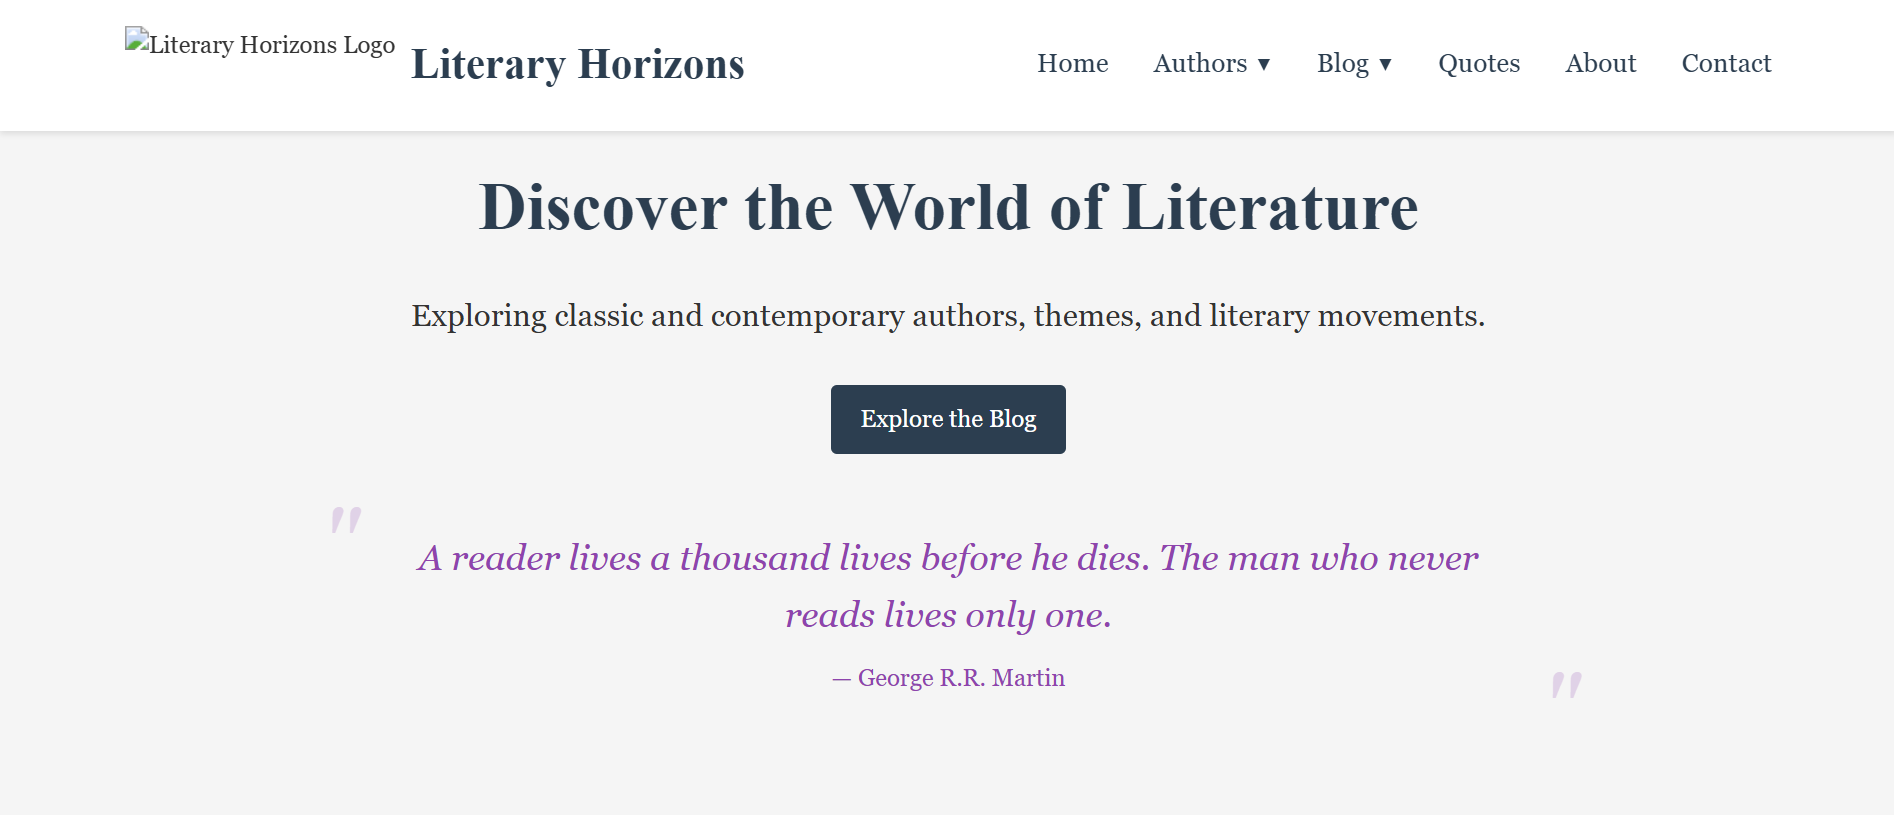 Literary Horizons Logo
Literary Horizons
Home Authors ▼ Blog ▼ Quotes About Contact
Discover the World of Literature
Exploring classic and contemporary authors, themes, and literary movements.
Explore the Blog
"
A reader lives a thousand lives before he dies. The man who never
reads lives only one.
— George R.R. Martin
"